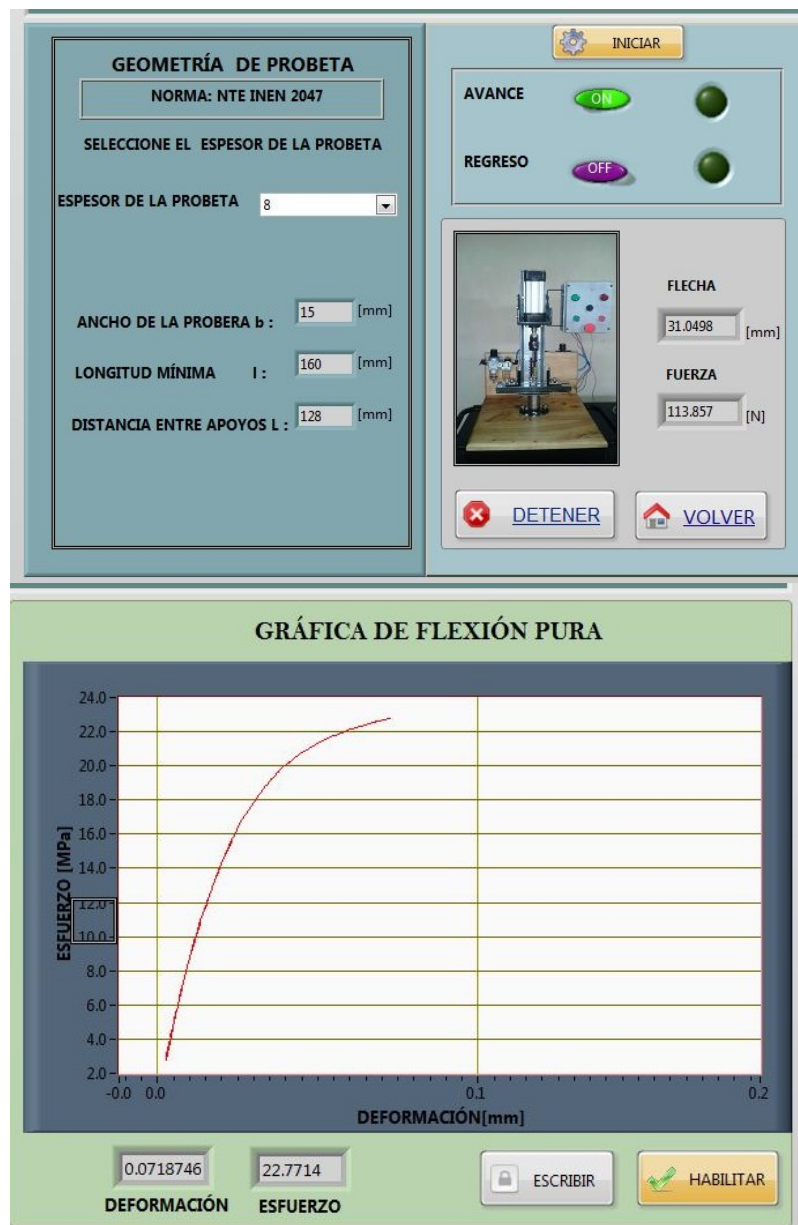 GEOMETRÍA DE PROBETA
NORMA: NTE INEN 2047
SELECCIONE EL ESPESOR DE LA PROBETA
ESPESOR DE LA PROBETA 8
ANCHO DE LA PROBERA b : 15 [mm]
LONGITUD MÍNIMA l : 160 [mm]
DISTANCIA ENTRE APOYOS L : 128 [mm]
INICIAR
AVANCE ON
REGRESO OFF
FLECHA
31.0498 [mm]
FUERZA
113.857 [N]
DETENER
VOLVER
GRÁFICA DE FLEXIÓN PURA
ESFUERZO [MPa]
24.0
22.0
20.0
18.0
16.0
14.0
12.0
10.0
8.0
6.0
4.0
2.0
-0.0 0.0 0.1 0.2
DEFORMACIÓN[mm]
0.0718746 22.7714
DEFORMACIÓN ESFUERZO
ESCRIBIR
HABILITAR